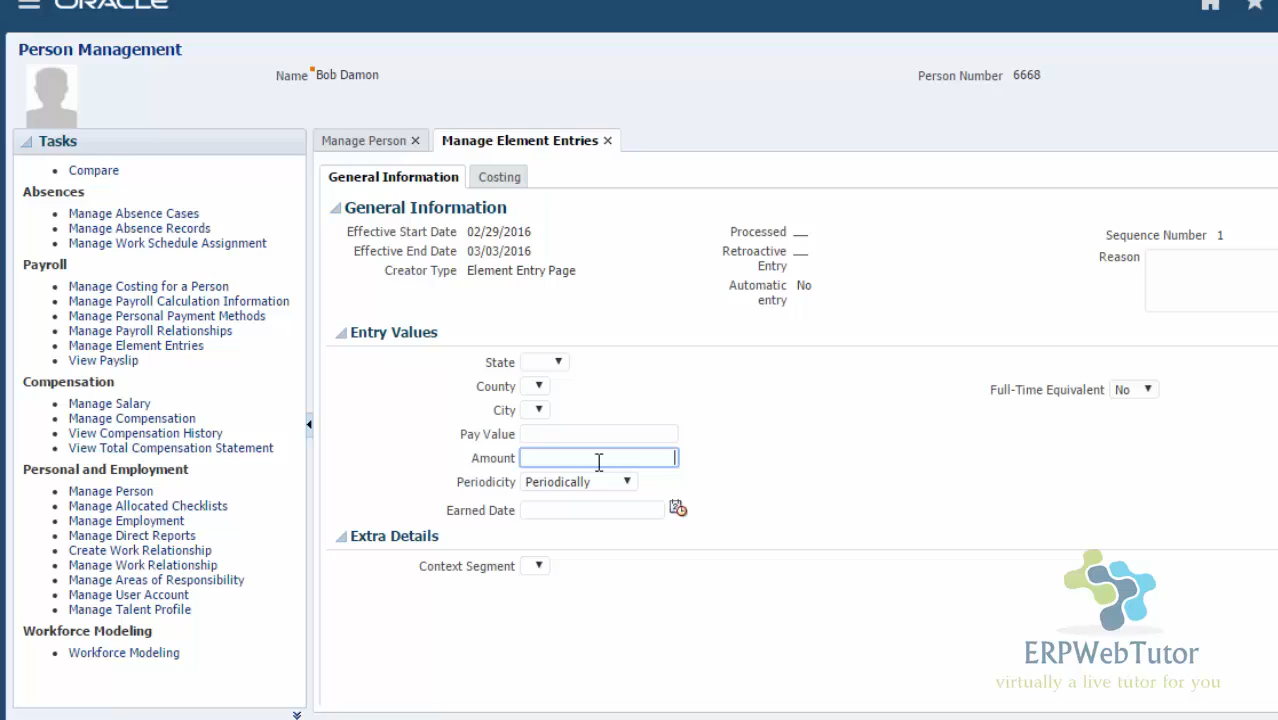 ORACLE
Person Management
Name Bob Damon
Person Number 6668
Tasks
Compare
Absences
Manage Absence Cases
Manage Absence Records
Manage Work Schedule Assignment
Payroll
Manage Costing for a Person
Manage Payroll Calculation Information
Manage Personal Payment Methods
Manage Payroll Relationships
Manage Element Entries
View Payslip
Compensation
Manage Salary
Manage Compensation
View Compensation History
View Total Compensation Statement
Personal and Employment
Manage Person
Manage Allocated Checklists
Manage Employment
Manage Direct Reports
Create Work Relationship
Manage Work Relationship
Manage Areas of Responsibility
Manage User Account
Manage Talent Profile
Workforce Modeling
Workforce Modeling
Manage Person
Manage Element Entries
General Information
Costing
General Information
Effective Start Date 02/29/2016
Effective End Date 03/03/2016
Creator Type Element Entry Page
Processed
Retroactive
Entry
Automatic No
entry
Sequence Number 1
Reason
Entry Values
State
County
City
Pay Value
Amount
Periodicity Periodically
Earned Date
Full-Time Equivalent No
Extra Details
Context Segment
ERPWebTutor
virtually a live tutor for you